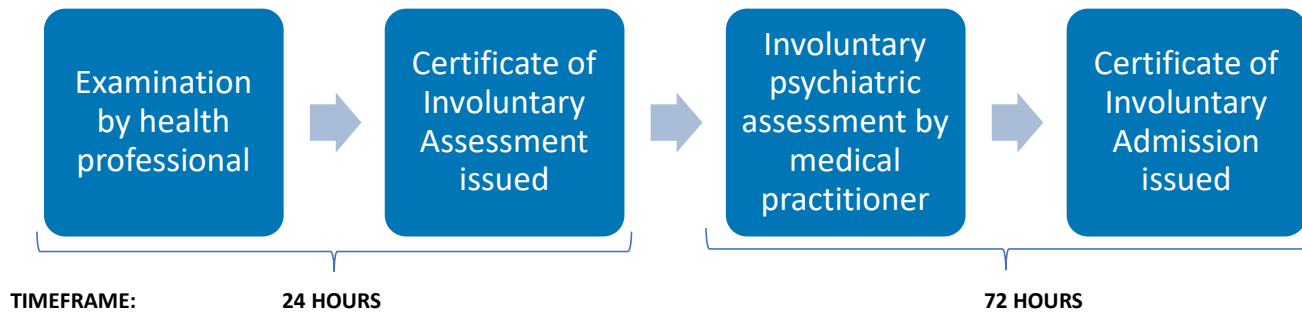 Examination
by health
professional
Certificate of
Involuntary
Assessment
issued
Involuntary
psychiatric
assessment by
medical
practitioner
Certificate of
Involuntary
Admission
issued
TIMEFRAME: 24 HOURS 72 HOURS